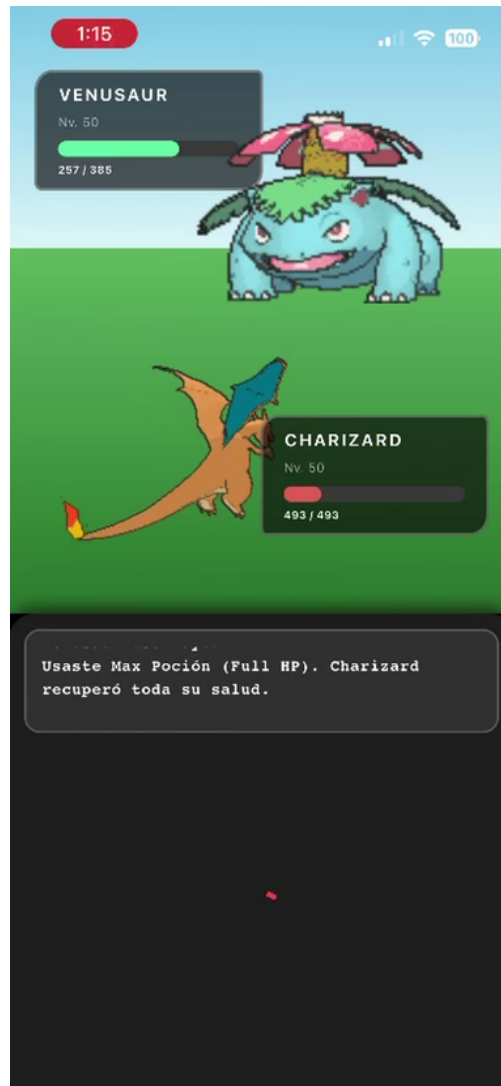 1:15
100
VENUSAUR
Nv. 50
257 / 385
CHARIZARD
Nv. 50
493 / 493
Usaste Max Poción (Full HP). Charizard
recuperó toda su salud.